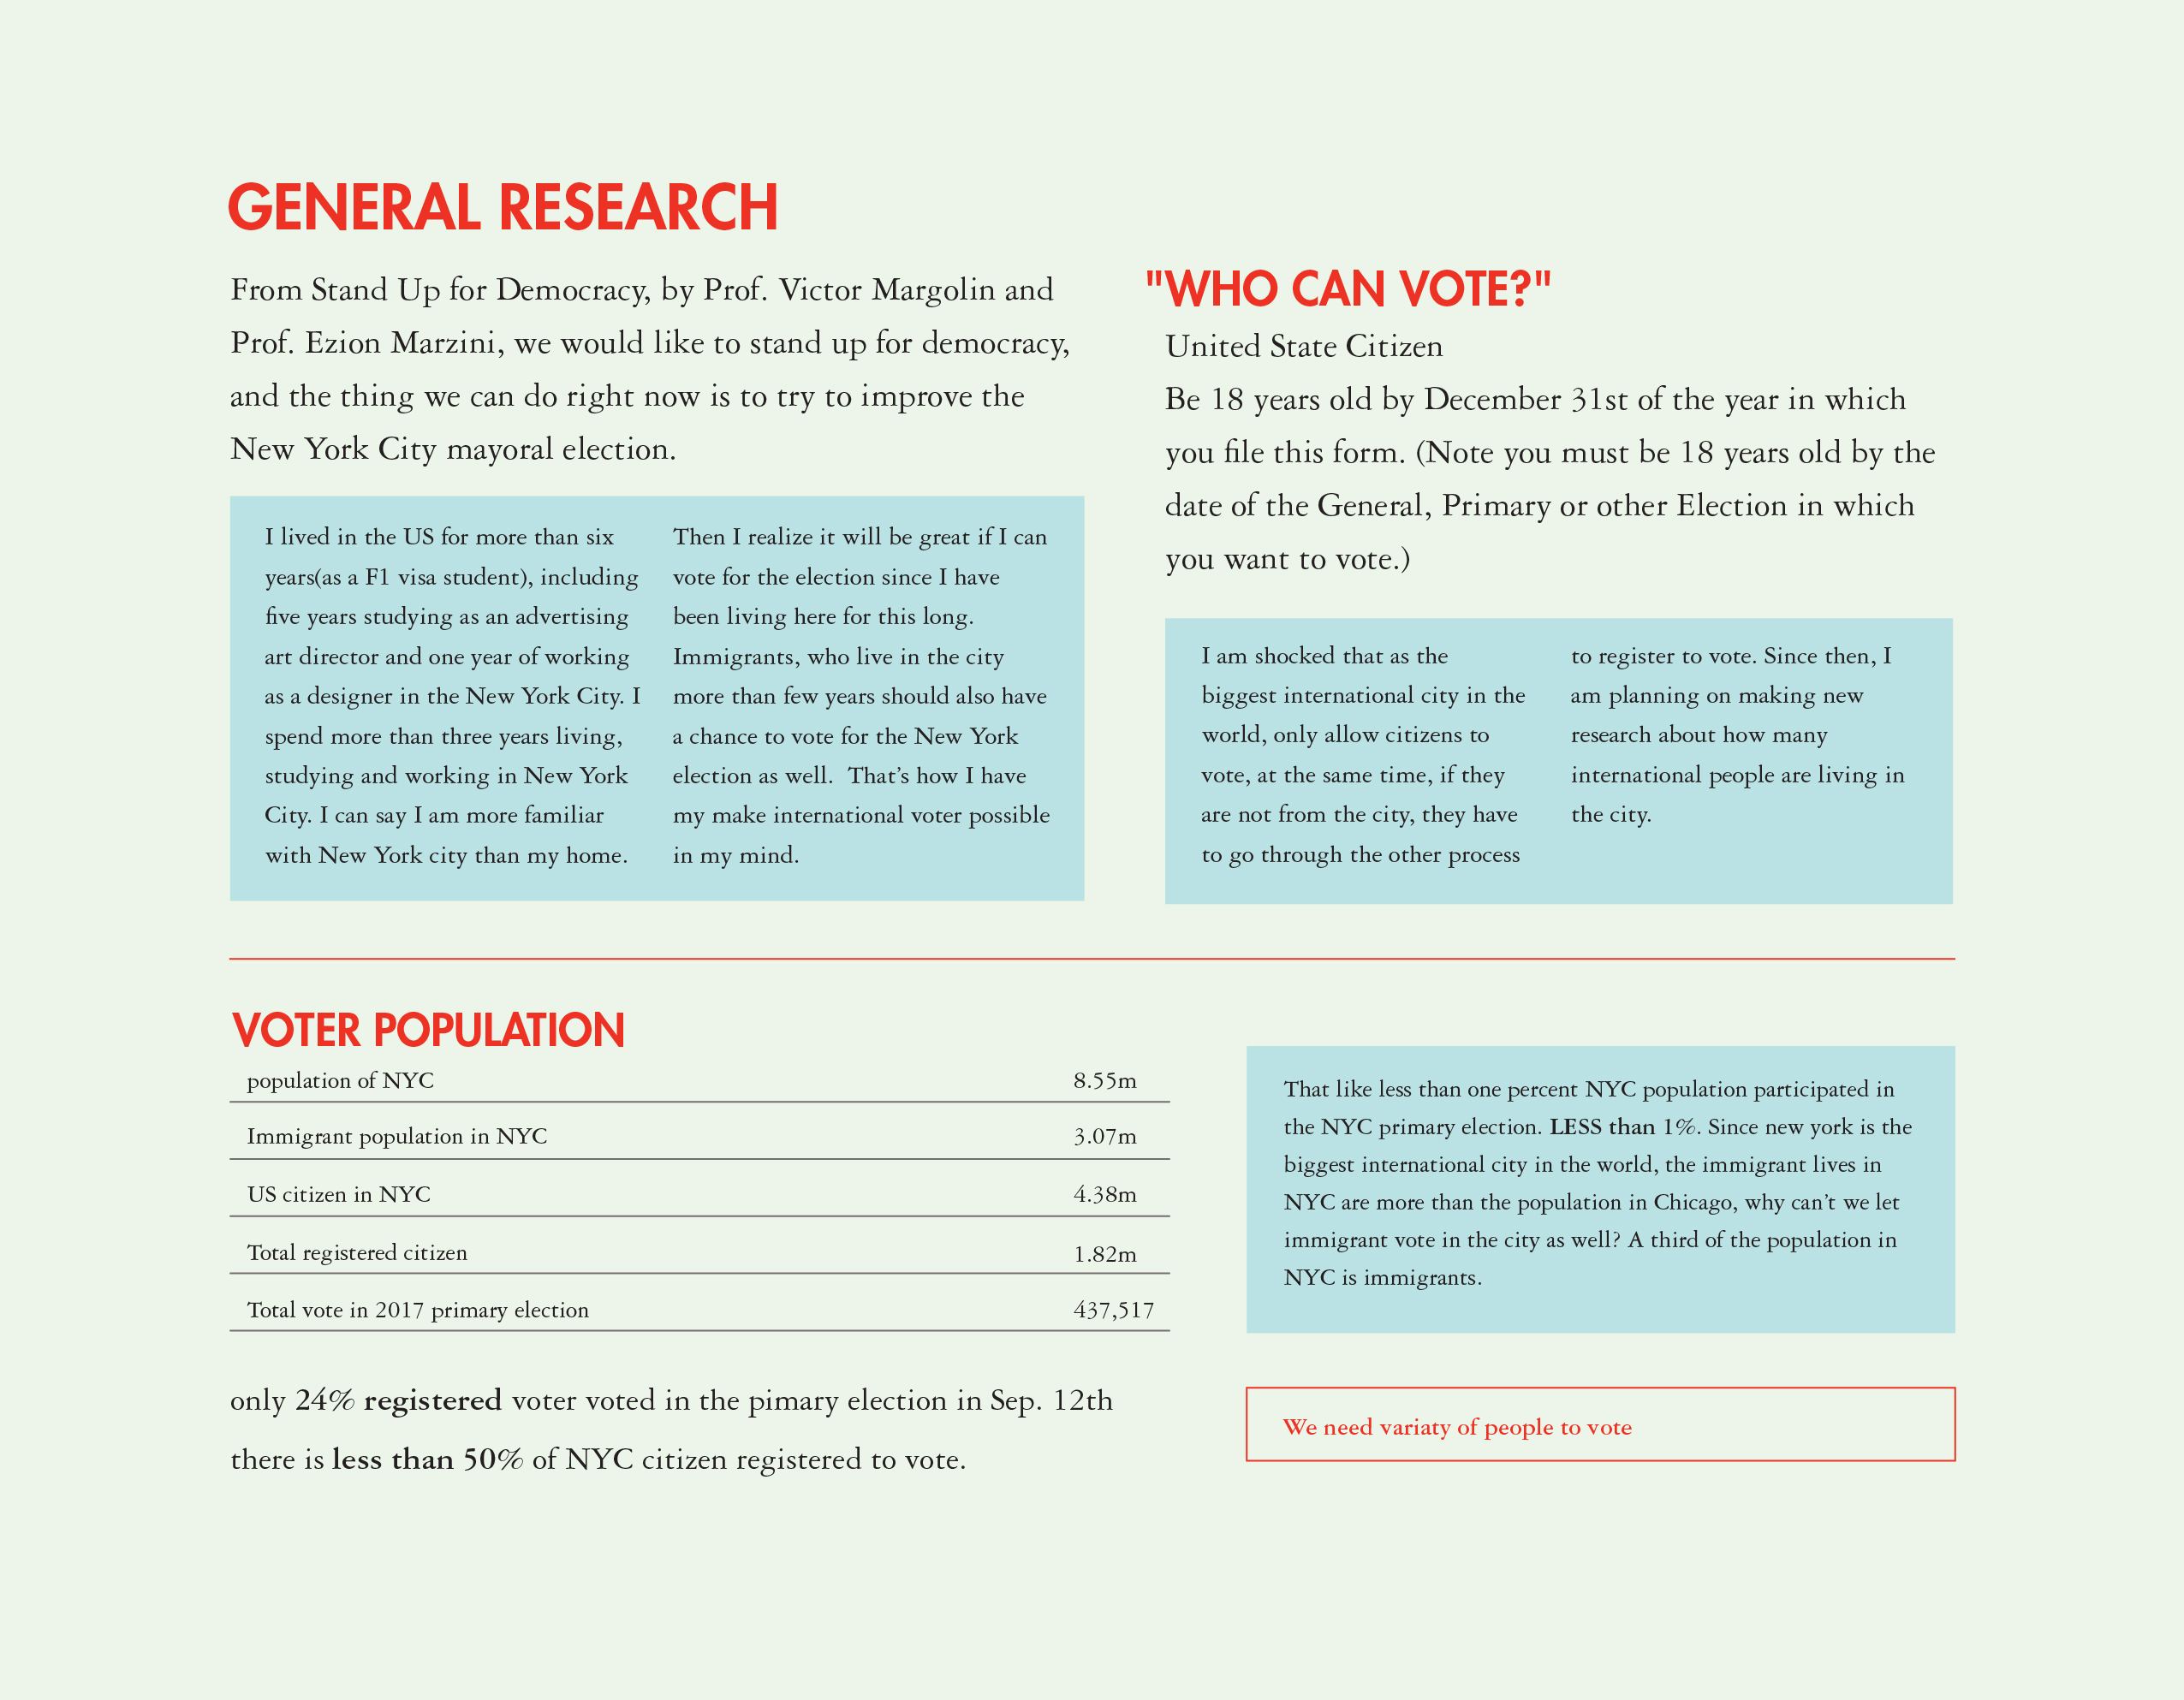 GENERAL RESEARCH
From Stand Up for Democracy, by Prof. Victor Margolin and
Prof. Ezion Marzini, we would like to stand up for democracy,
and the thing we can do right now is to try to improve the
New York City mayoral election.
I lived in the US for more than six
years(as a F1 visa student), including
five years studying as an advertising
art director and one year of working
as a designer in the New York City. I
spend more than three years living,
studying and working in New York
City. I can say I am more familiar
with New York city than my home.
Then I realize it will be great if I can
vote for the election since I have
been living here for this long.
Immigrants, who live in the city
more than few years should also have
a chance to vote for the New York
election as well.  That’s how I have
my make international voter possible
in my mind.
"WHO CAN VOTE?"
United State Citizen
Be 18 years old by December 31st of the year in which
you file this form. (Note you must be 18 years old by the
date of the General, Primary or other Election in which
you want to vote.)
I am shocked that as the
biggest international city in the
world, only allow citizens to
vote, at the same time, if they
are not from the city, they have
to go through the other process
to register to vote. Since then, I
am planning on making new
research about how many
international people are living in
the city.
VOTER POPULATION
population of NYC 8.55m
Immigrant population in NYC 3.07m
US citizen in NYC 4.38m
Total registered citizen 1.82m
Total vote in 2017 primary election 437,517
only 24% registered voter voted in the pimary election in Sep. 12th
there is less than 50% of NYC citizen registered to vote.
That like less than one percent NYC population participated in
the NYC primary election. LESS than 1%. Since new york is the
biggest international city in the world, the immigrant lives in
NYC are more than the population in Chicago, why can’t we let
immigrant vote in the city as well? A third of the population in
NYC is immigrants.
We need variaty of people to vote